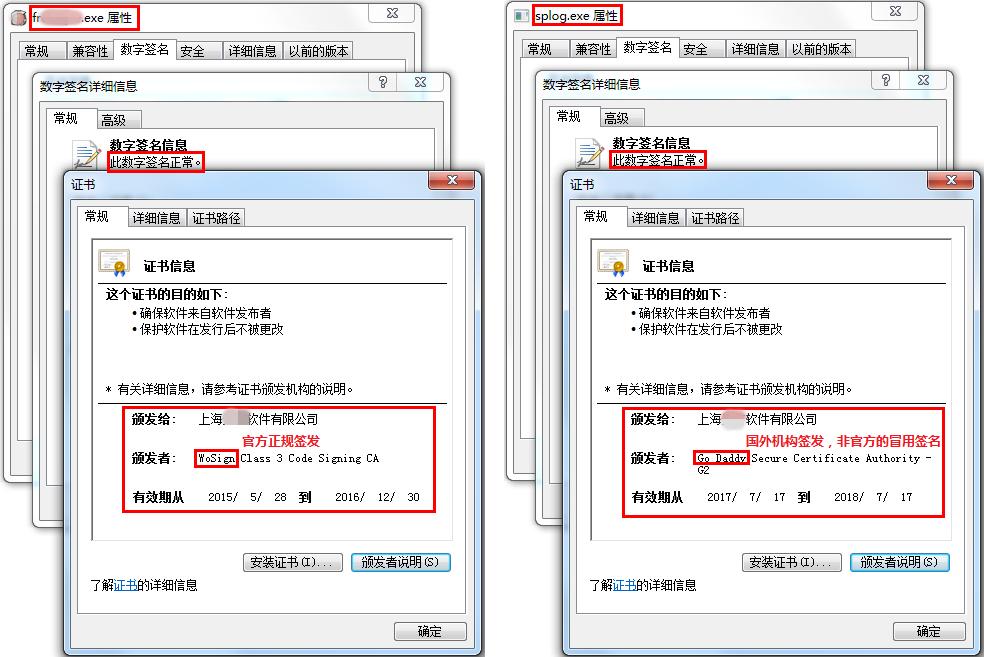 fr .exe 属性
常规 兼容性 数字签名 安全 详细信息 以前的版本
数字签名详细信息
常规 高级
数字签名信息
此数字签名正常。
证书
常规 详细信息 证书路径
证书信息
这个证书的目的如下:
•确保软件来自软件发布者
•保护软件在发行后不被更改
* 有关详细信息，请参考证书颁发机构的说明。
颁发给: 上海 软件有限公司
官方正规签发
颁发者: WoSign Class 3 Code Signing CA
有效期从 2015/ 5/ 28 到 2016/ 12/ 30
安装证书(I)... 颁发者说明(S)
了解证书的详细信息
确定
splog.exe 属性
常规 兼容性 数字签名 安全 详细信息 以前的版本
数字签名详细信息
常规 高级
数字签名信息
此数字签名正常。
证书
常规 详细信息 证书路径
证书信息
这个证书的目的如下:
•确保软件来自软件发布者
•保护软件在发行后不被更改
* 有关详细信息，请参考证书颁发机构的说明。
颁发给: 上海 软件有限公司
国外机构签发，非官方的冒用签名
颁发者: Go Daddy Secure Certificate Authority -
G2
有效期从 2017/ 7/ 17 到 2018/ 7/ 17
安装证书(I)... 颁发者说明(S)
了解证书的详细信息
确定